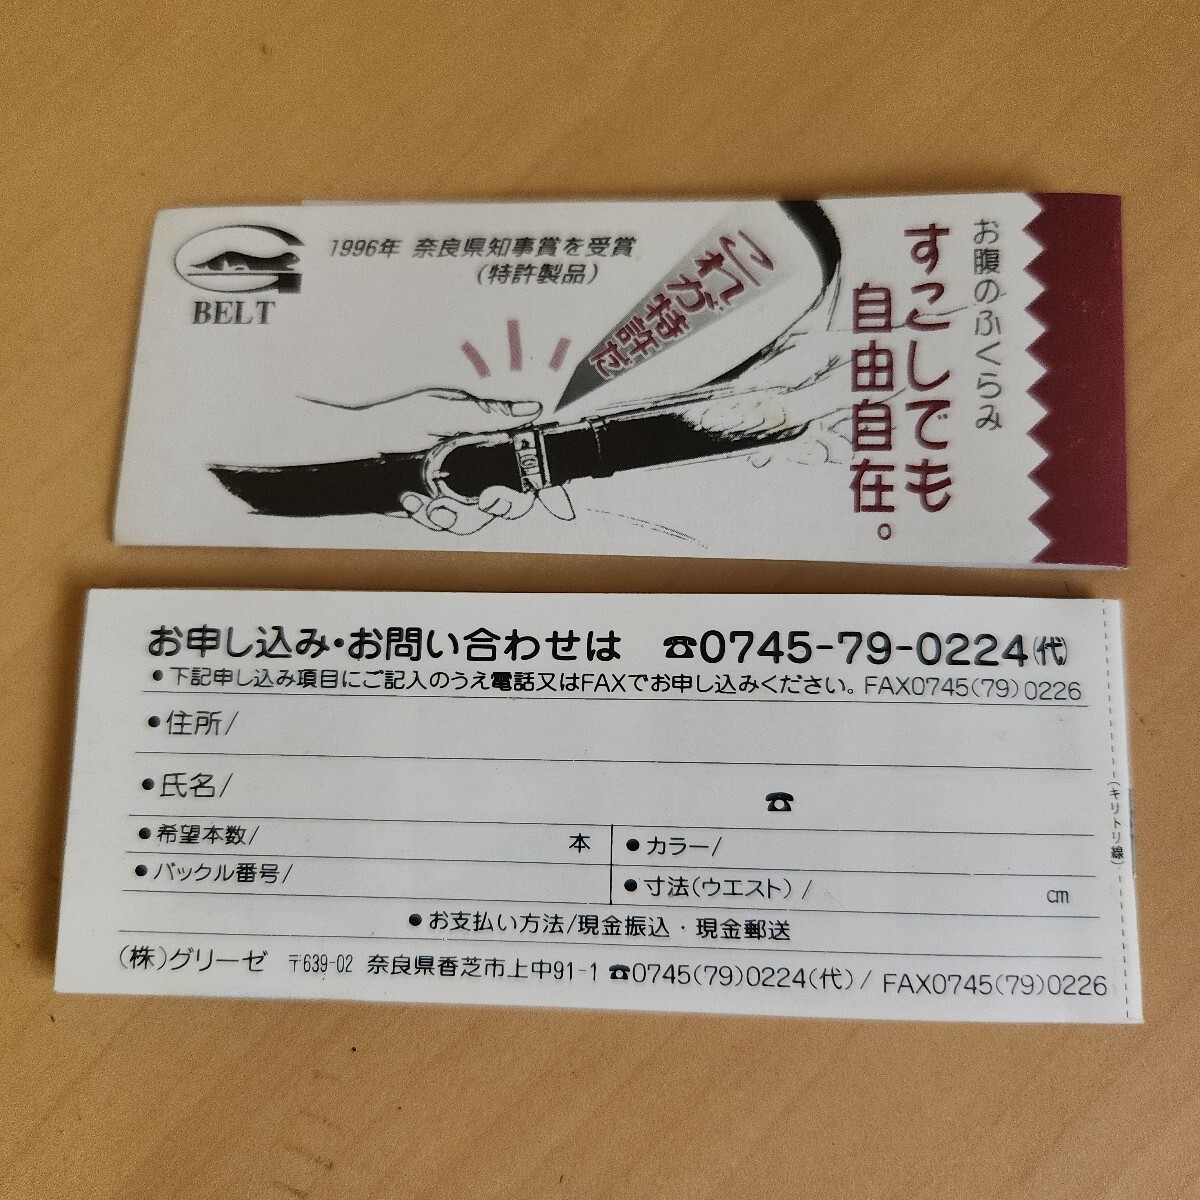 BELT
1996年 奈良県知事賞を受賞
(特許製品)
これが特許だ
お腹のふくらみ
すこしでも
自由自在。
お申し込み・お問い合わせは ☎0745-79-0224(代)
●下記申し込み項目にご記入のうえ電話又はFAXでお申し込みください。FAX0745(79)0226
●住所/
●氏名/ ☎
●希望本数/ 本
●カラー/
●バックル番号/
●寸法(ウエスト)/ cm
●お支払い方法/現金振込・現金郵送
(株)グリーゼ 〒639-02 奈良県香芝市上中91-1 ☎0745(79)0224(代)/ FAX0745(79)0226
(キリトリ線)